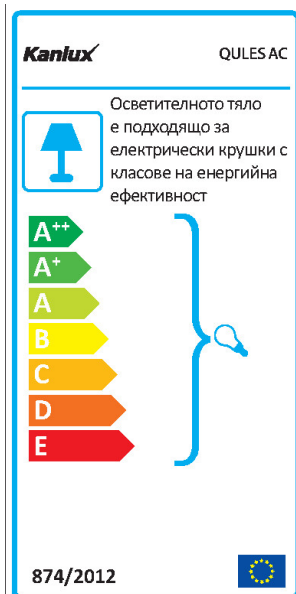 Kanlux QULES AC
Осветителното тяло
е подходящо за
електрически крушки с
класове на енергийна
ефективност
A++
A+
A
B
C
D
E
874/2012